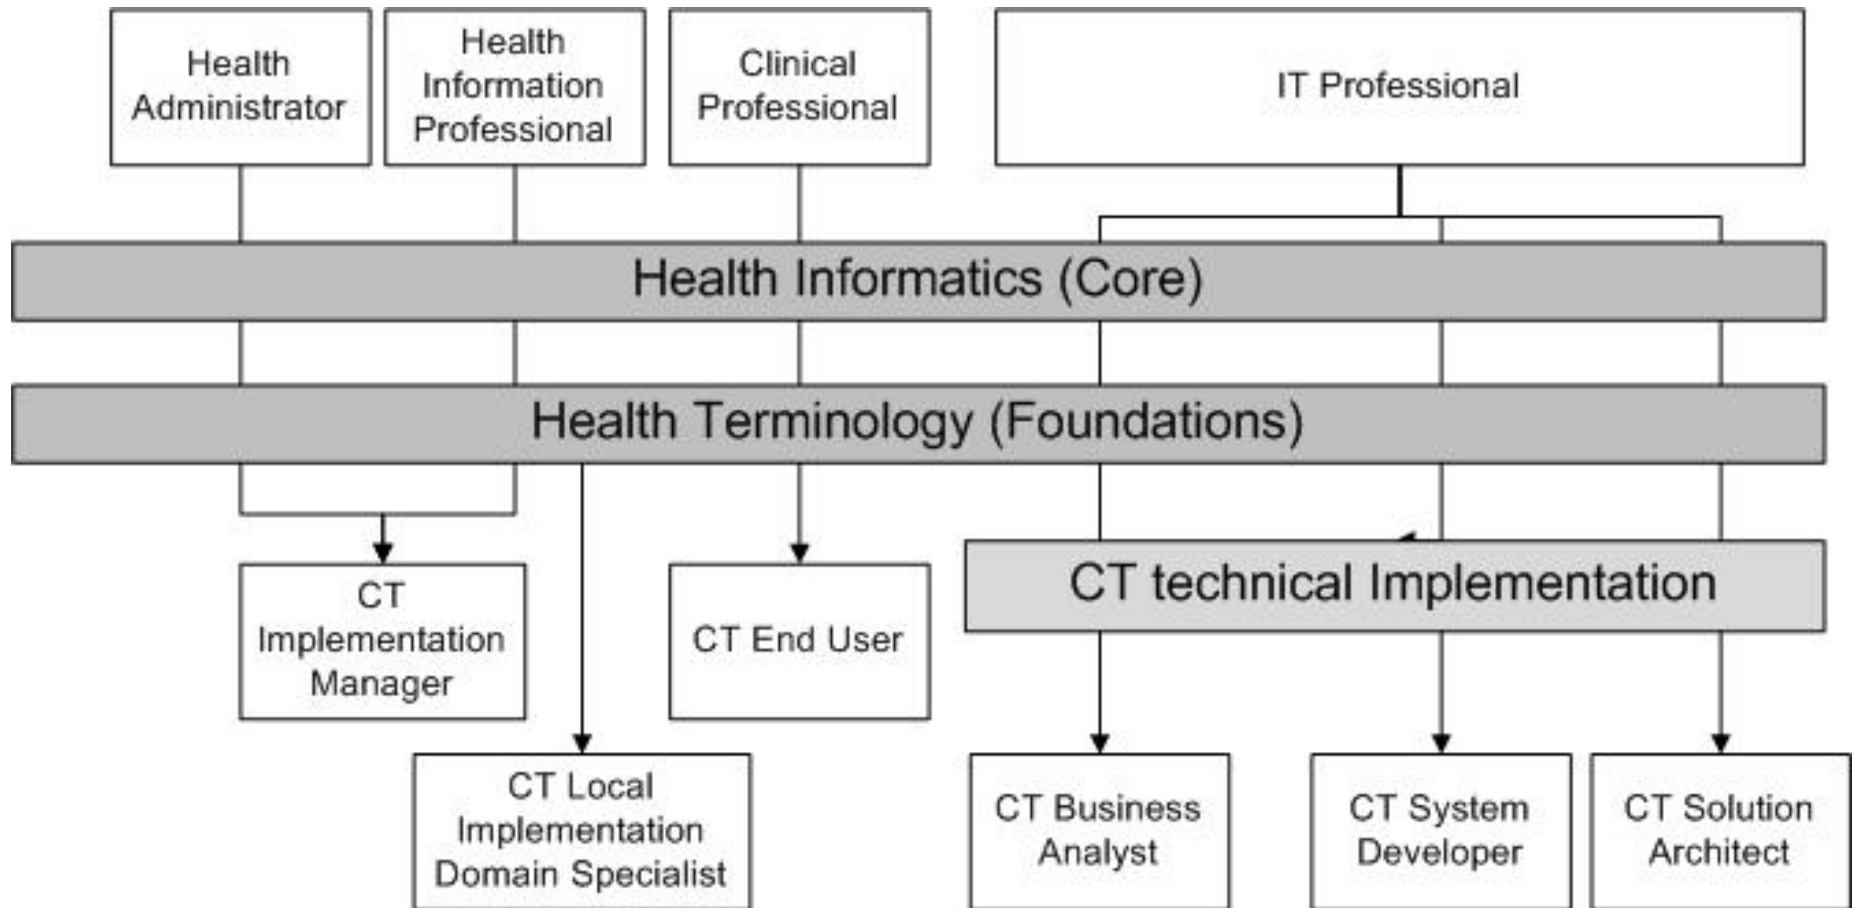 Health
Administrator
Health
Information
Professional
Clinical
Professional
IT Professional
Health Informatics (Core)
Health Terminology (Foundations)
CT
Implementation
Manager
CT End User
CT technical Implementation
CT Local
Implementation
Domain Specialist
CT Business
Analyst
CT System
Developer
CT Solution
Architect